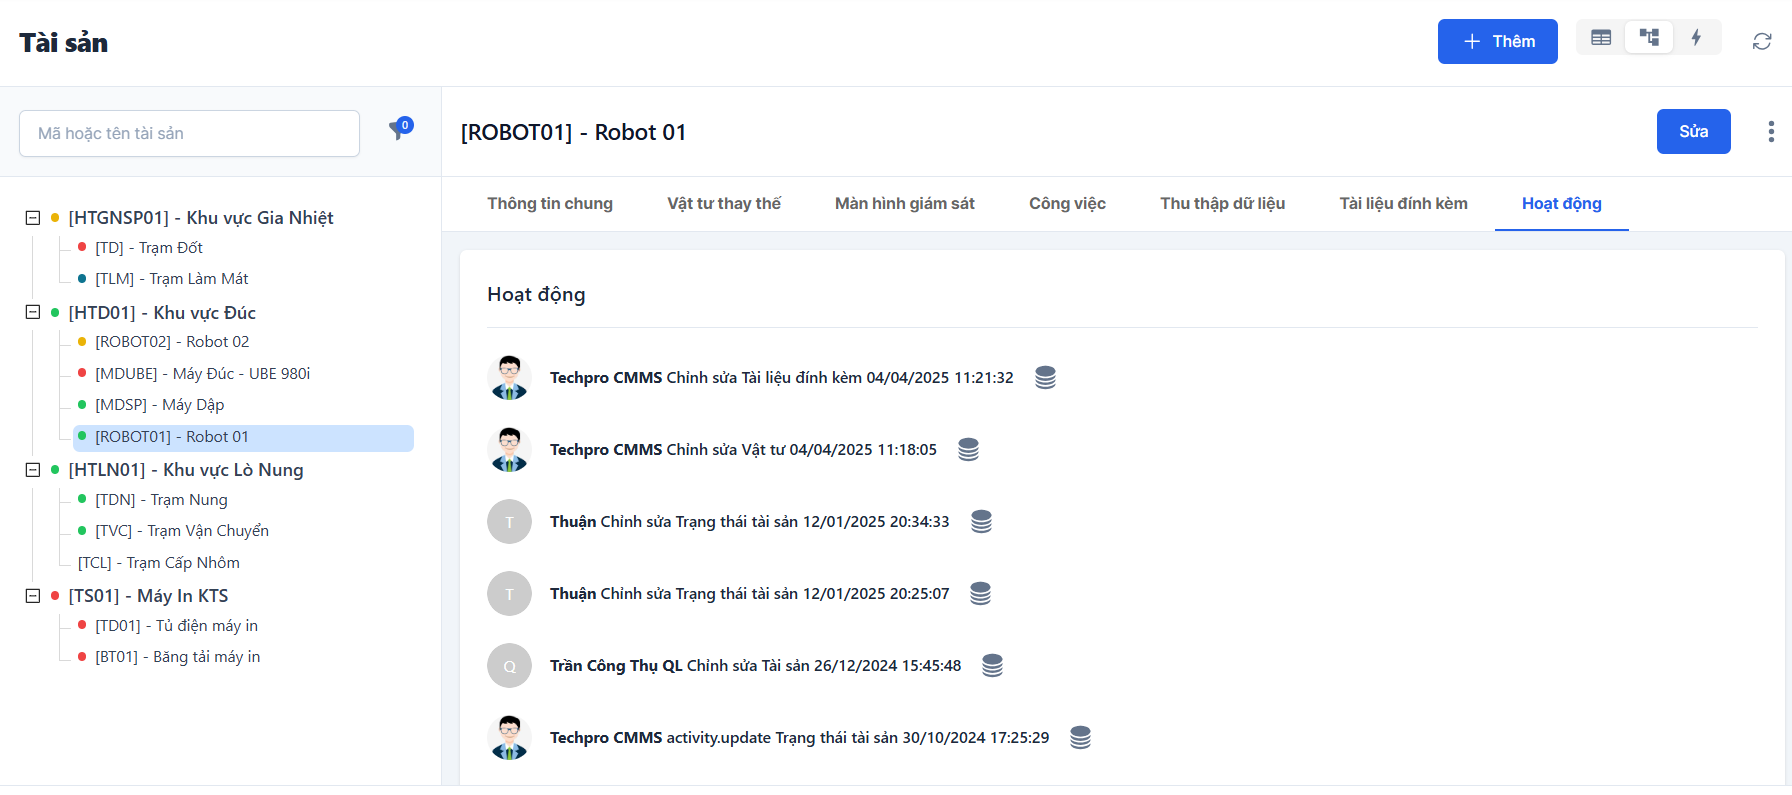 Tài sản
Thêm
Mã hoặc tên tài sản
0
[HTGNSP01] - Khu vực Gia Nhiệt
[TD] - Trạm Đốt
[TLM] - Trạm Làm Mát
[HTD01] - Khu vực Đúc
[ROBOT02] - Robot 02
[MDUBE] - Máy Đúc - UBE 980i
[MDSP] - Máy Dập
[ROBOT01] - Robot 01
[HTLN01] - Khu vực Lò Nung
[TDN] - Trạm Nung
[TVC] - Trạm Vận Chuyển
[TCL] - Trạm Cấp Nhôm
[TS01] - Máy In KTS
[TD01] - Tủ điện máy in
[BT01] - Băng tải máy in
[ROBOT01] - Robot 01
Sửa
Thông tin chung
Vật tư thay thế
Màn hình giám sát
Công việc
Thu thập dữ liệu
Tài liệu đính kèm
Hoạt động
Hoạt động
Techpro CMMS Chỉnh sửa Tài liệu đính kèm 04/04/2025 11:21:32
Techpro CMMS Chỉnh sửa Vật tư 04/04/2025 11:18:05
T
Thuận Chỉnh sửa Trạng thái tài sản 12/01/2025 20:34:33
T
Thuận Chỉnh sửa Trạng thái tài sản 12/01/2025 20:25:07
Q
Trần Công Thụ QL Chỉnh sửa Tài sản 26/12/2024 15:45:48
Techpro CMMS activity.update Trạng thái tài sản 30/10/2024 17:25:29